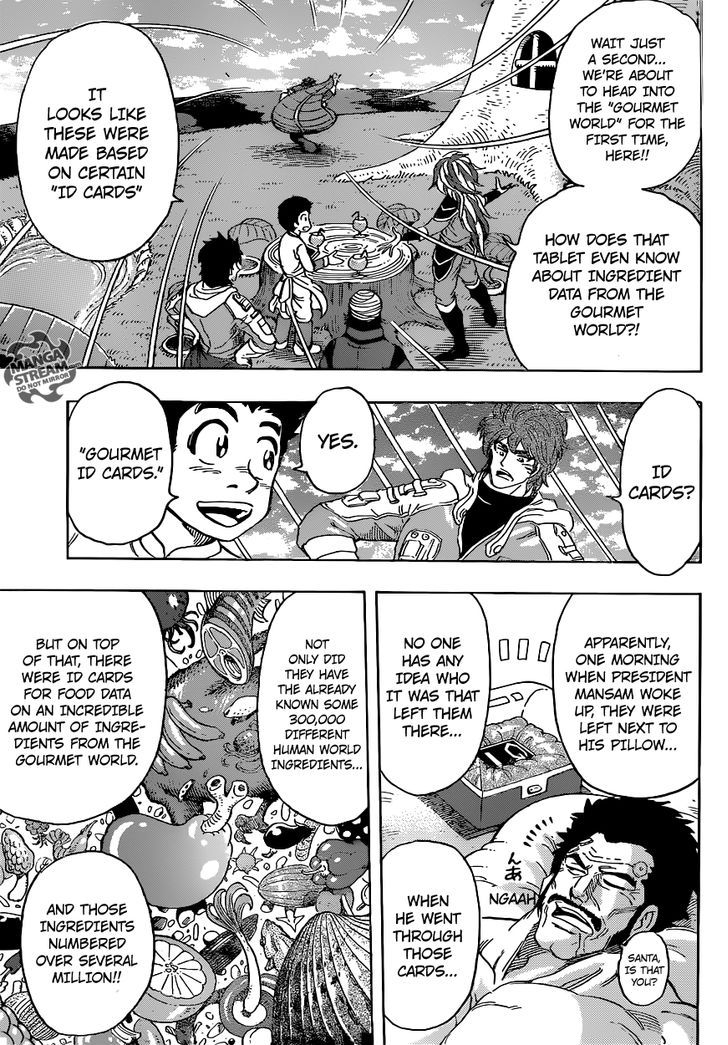 WAIT JUST
A SECOND...
WE'RE ABOUT
TO HEAD INTO
THE "GOURMET
WORLD" FOR THE
FIRST TIME,
HERE!!
HOW DOES THAT
TABLET EVEN KNOW
ABOUT INGREDIENT
DATA FROM THE
GOURMET
WORLD?!
IT
LOOKS LIKE
THESE WERE
MADE BASED
ON CERTAIN
"ID CARDS"
MANGA
STREAM
DO NOT MIRROR
ID
CARDS?
YES.
"GOURMET
ID CARDS."
APPARENTLY,
ONE MORNING
WHEN PRESIDENT
MANSAM WOKE
UP, THEY WERE
LEFT NEXT TO
HIS PILLOW...
NO ONE
HAS ANY
IDEA WHO
IT WAS THAT
LEFT THEM
THERE...
んあ
NGAAH
SANTA,
IS THAT
YOU?
WHEN
HE WENT
THROUGH
THOSE
CARDS...
NOT
ONLY DID
THEY HAVE
THE ALREADY
KNOWN SOME
300,000
DIFFERENT
HUMAN WORLD
INGREDIENTS...
BUT ON TOP
OF THAT, THERE
WERE ID CARDS
FOR FOOD DATA
ON AN INCREDIBLE
AMOUNT OF INGRE-
DIENTS FROM THE
GOURMET WORLD.
AND THOSE
INGREDIENTS
NUMBERED
OVER SEVERAL
MILLION!!